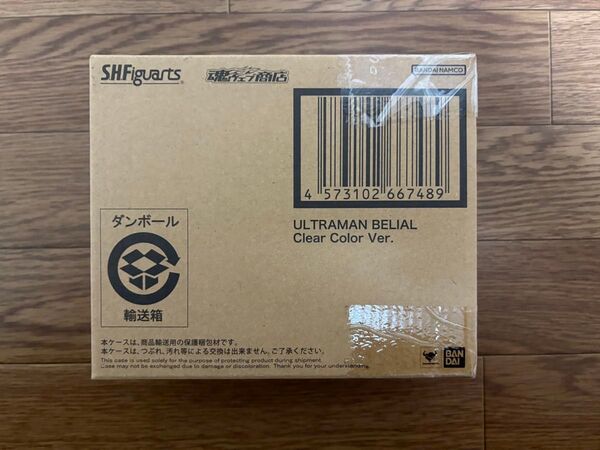 S.H.Figuarts
魂ウェブ商店
BANDAI NAMCO
4 573102 667489
ULTRAMAN BELIAL
Clear Color Ver.
ダンボール
輸送箱
本ケースは、商品輸送用の保護梱包材です。
本ケースは、つぶれ、汚れ等による交換は出来ません。ご了承ください。
This case is used solely for the purpose of protecting product during shipment.
Case may not be exchanged due to damage or discoloration. Thank you for your understanding.
BAN
DAI